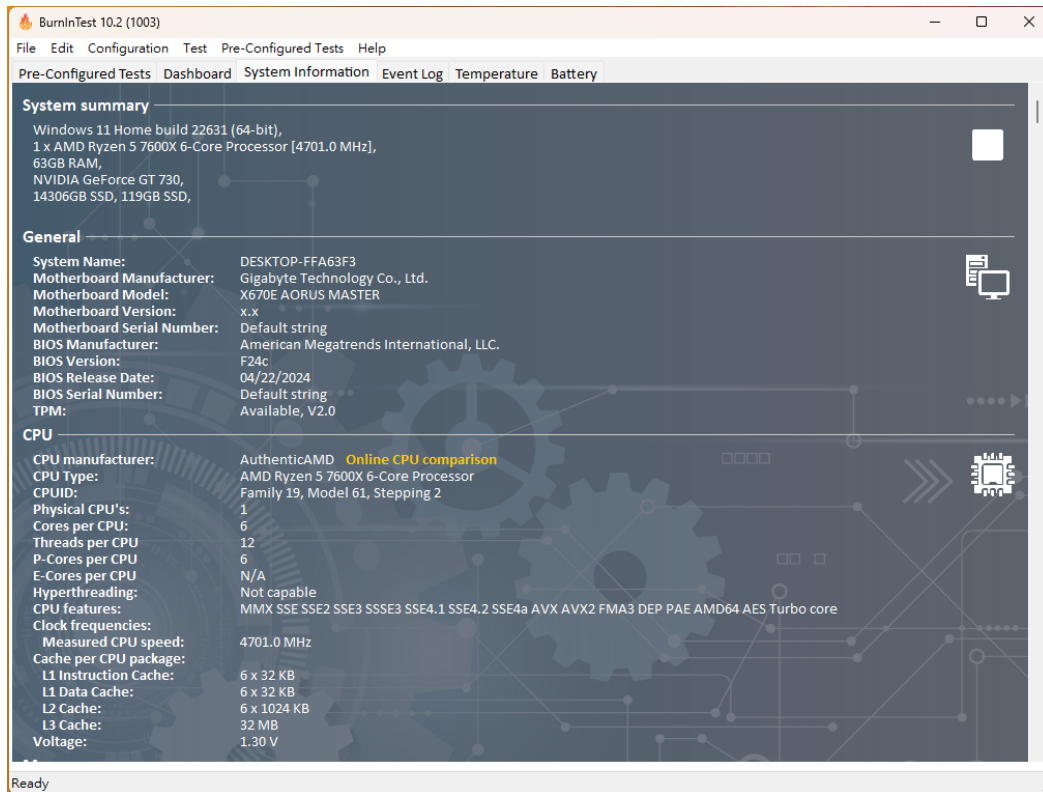 BurnInTest 10.2 (1003)
File Edit Configuration Test Pre-Configured Tests Help
Pre-Configured Tests Dashboard System Information Event Log Temperature Battery
System summary
Windows 11 Home build 22631 (64-bit),
1 x AMD Ryzen 5 7600X 6-Core Processor [4701.0 MHz],
63GB RAM,
NVIDIA GeForce GT 730,
14306GB SSD, 119GB SSD,
General
System Name: DESKTOP-FFA63F3
Motherboard Manufacturer: Gigabyte Technology Co., Ltd.
Motherboard Model: X670E AORUS MASTER
Motherboard Version: x.x
Motherboard Serial Number: Default string
BIOS Manufacturer: American Megatrends International, LLC.
BIOS Version: F24c
BIOS Release Date: 04/22/2024
BIOS Serial Number: Default string
TPM: Available, V2.0
CPU
CPU manufacturer: AuthenticAMD Online CPU comparison
CPU Type: AMD Ryzen 5 7600X 6-Core Processor
CPUID: Family 19, Model 61, Stepping 2
Physical CPU's: 1
Cores per CPU: 6
Threads per CPU 12
P-Cores per CPU 6
E-Cores per CPU N/A
Hyperthreading: Not capable
CPU features: MMX SSE SSE2 SSE3 SSSE3 SSE4.1 SSE4.2 SSE4a AVX AVX2 FMA3 DEP PAE AMD64 AES Turbo core
Clock frequencies:
Measured CPU speed: 4701.0 MHz
Cache per CPU package:
L1 Instruction Cache: 6 x 32 KB
L1 Data Cache: 6 x 32 KB
L2 Cache: 6 x 1024 KB
L3 Cache: 32 MB
Voltage: 1.30 V
Ready